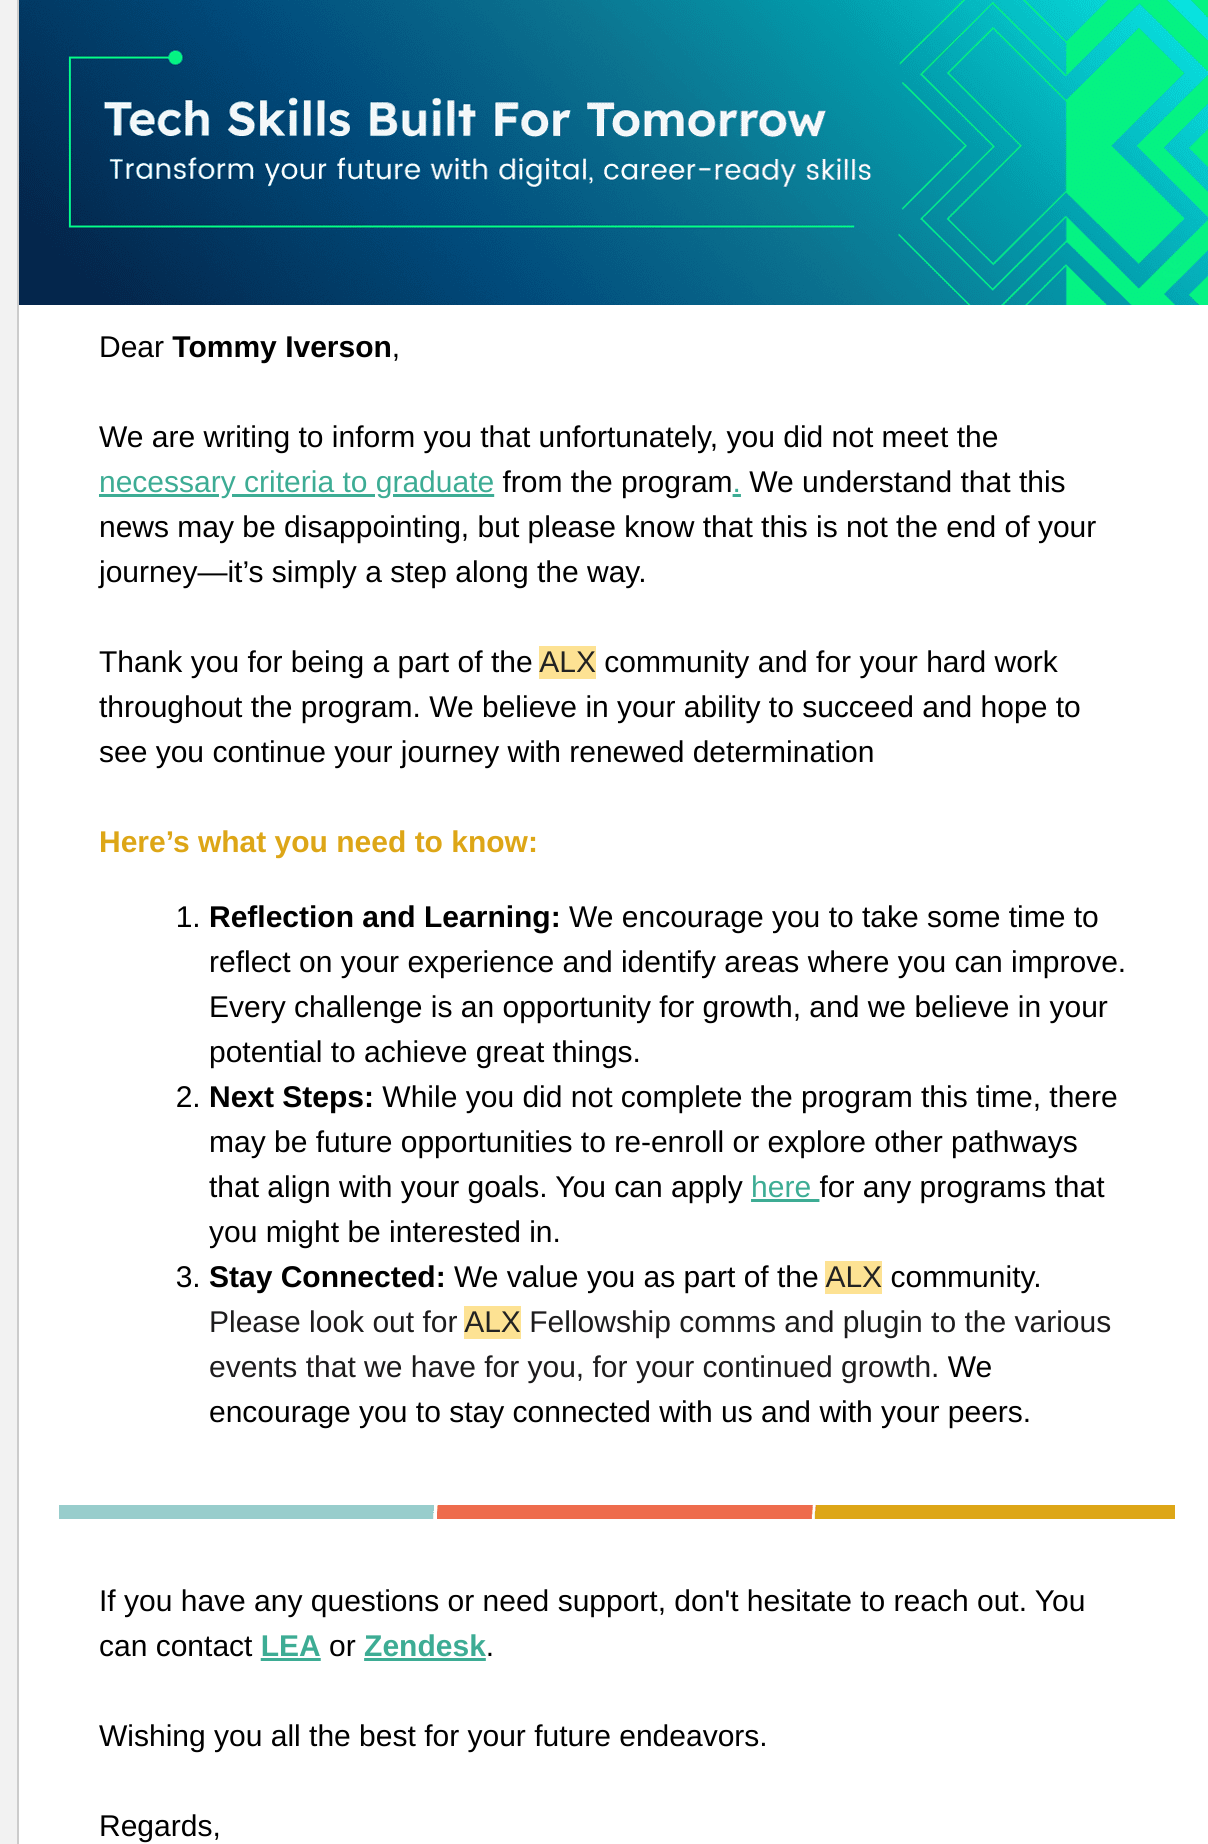 Tech Skills Built For Tomorrow
Transform your future with digital, career-ready skills
Dear Tommy Iverson,
We are writing to inform you that unfortunately, you did not meet the
necessary criteria to graduate from the program. We understand that this
news may be disappointing, but please know that this is not the end of your
journey—it’s simply a step along the way.
Thank you for being a part of the ALX community and for your hard work
throughout the program. We believe in your ability to succeed and hope to
see you continue your journey with renewed determination
Here’s what you need to know:
1. Reflection and Learning: We encourage you to take some time to
reflect on your experience and identify areas where you can improve.
Every challenge is an opportunity for growth, and we believe in your
potential to achieve great things.
2. Next Steps: While you did not complete the program this time, there
may be future opportunities to re-enroll or explore other pathways
that align with your goals. You can apply here for any programs that
you might be interested in.
3. Stay Connected: We value you as part of the ALX community.
Please look out for ALX Fellowship comms and plugin to the various
events that we have for you, for your continued growth. We
encourage you to stay connected with us and with your peers.
If you have any questions or need support, don't hesitate to reach out. You
can contact LEA or Zendesk.
Wishing you all the best for your future endeavors.
Regards,